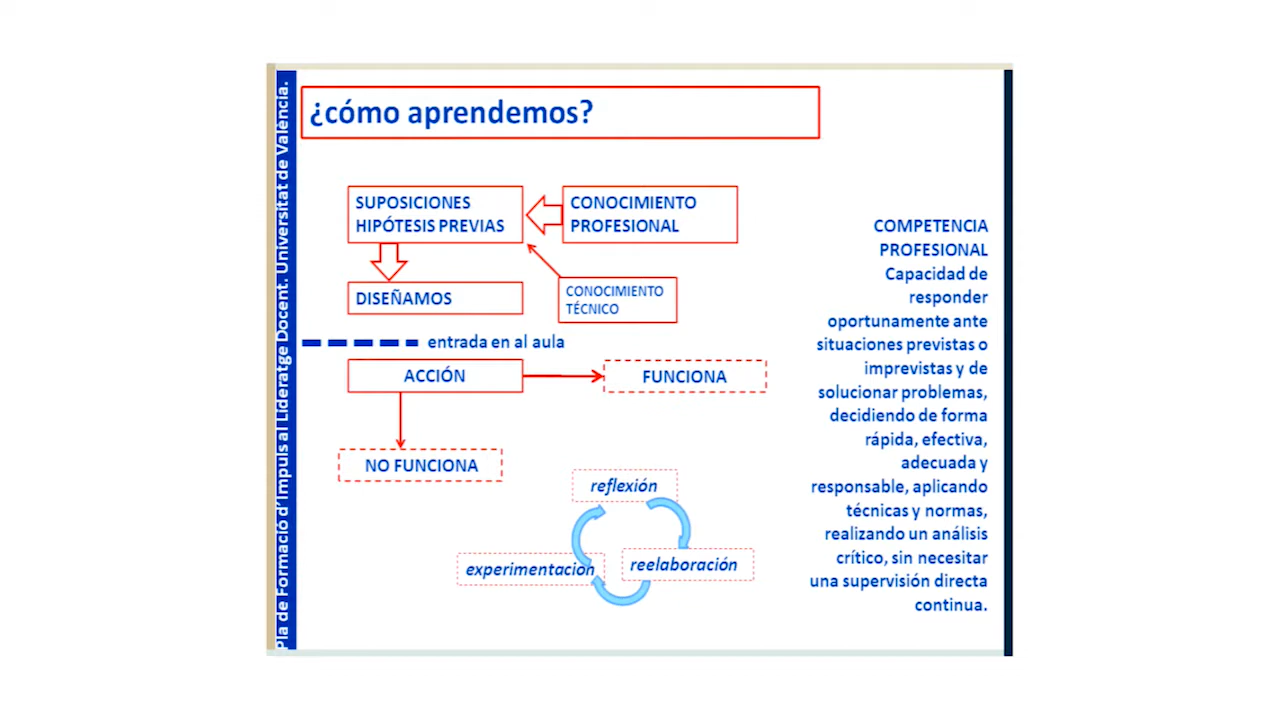 Pla de Formació d'Impuls al Lideratge Docent. Universitat de València.
¿cómo aprendemos?
SUPOSICIONES
HIPÓTESIS PREVIAS
CONOCIMIENTO
PROFESIONAL
DISEÑAMOS
CONOCIMIENTO
TÉCNICO
entrada en al aula
ACCIÓN
FUNCIONA
NO FUNCIONA
reflexión
reelaboración
experimentación
COMPETENCIA
PROFESIONAL
Capacidad de
responder
oportunamente ante
situaciones previstas o
imprevistas y de
solucionar problemas,
decidiendo de forma
rápida, efectiva,
adecuada y
responsable, aplicando
técnicas y normas,
realizando un análisis
crítico, sin necesitar
una supervisión directa
continua.